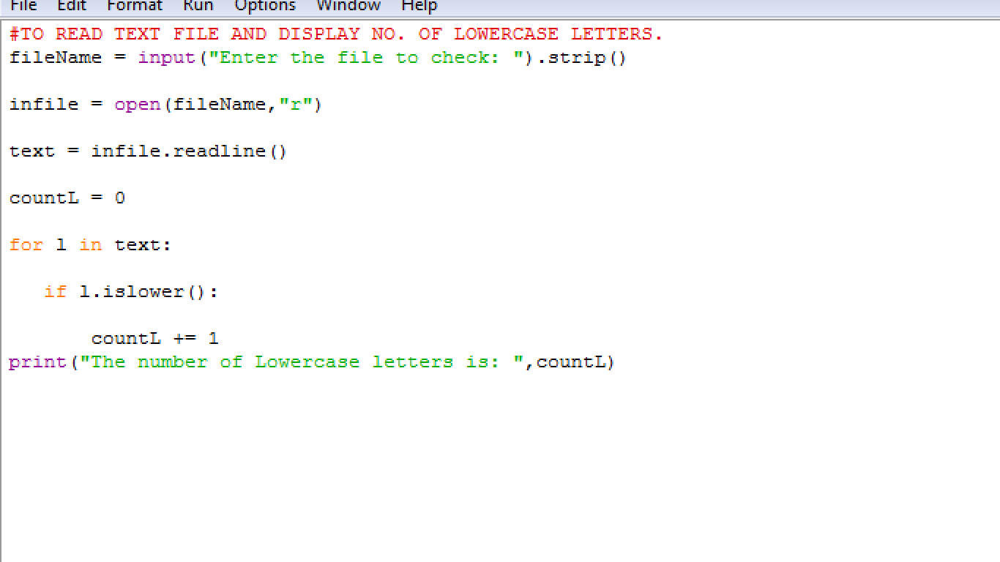 File Edit Format Run Options Window Help
#TO READ TEXT FILE AND DISPLAY NO. OF LOWERCASE LETTERS.
fileName = input("Enter the file to check: ").strip()
infile = open(fileName,"r")
text = infile.readline()
countL = 0
for l in text:
   if l.islower():
       countL += 1
print("The number of Lowercase letters is: ",countL)